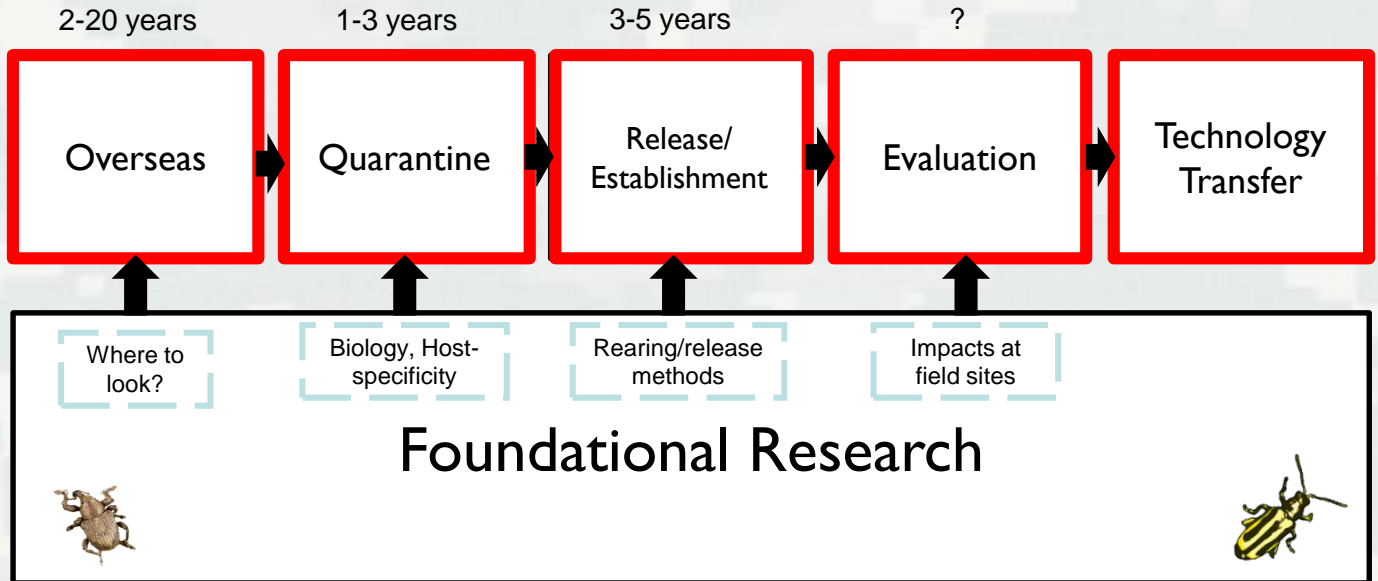 2-20 years
1-3 years
3-5 years
?
Overseas
Quarantine
Release/
Establishment
Evaluation
Technology
Transfer
Where to
look?
Biology, Host-
specificity
Rearing/release
methods
Impacts at
field sites
Foundational Research